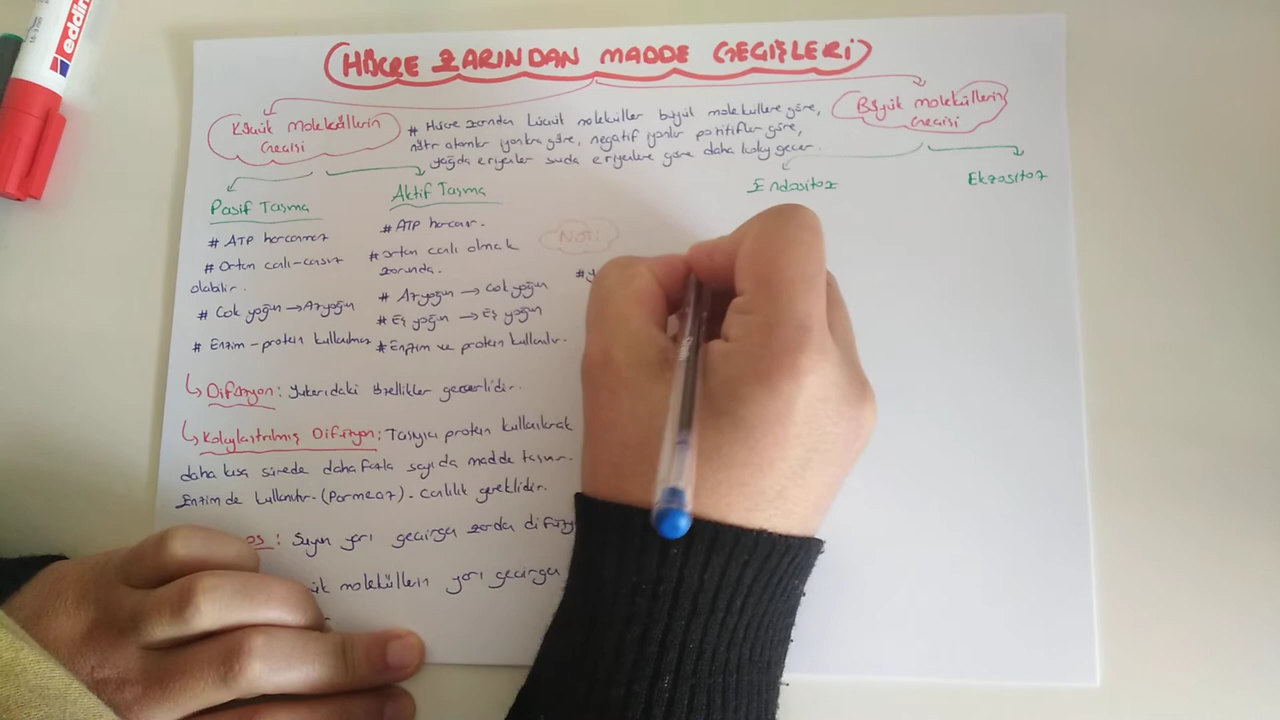 HÜCRE ZARINDAN MADDE GEÇİŞLERİ
Küçük Moleküllerin
Geçişi
# Hücre zarından küçük moleküller büyük moleküllere göre,
nötr atomlar iyonlara göre, negatif iyonlar pozitiflere göre,
yağda eriyenler suda eriyenlere göre daha kolay geçer.
Büyük moleküllerin
Geçişi
Pasif Taşıma
# ATP harcanmaz
# Ortam canlı-cansız
olabilir.
# Çok yoğun → Az yoğun
# Enzim-protein kullanılmaz
Aktif Taşıma
# ATP harcanır.
# ortam canlı olmak
zorunda.
# Az yoğun → Çok yoğun
# Eş yoğun → Eş yoğun
# Enzim ve protein kullanılır.
Endositoz
Ekzositoz
NOT:
↳ Difüzyon: Yukarıdaki özellikler geçerlidir.
↳ Kolaylaştırılmış Difüzyon: Taşıyıcı protein kullanılarak
daha kısa sürede daha fazla sayıda madde taşınır.
Enzim de kullanılır. (Permeaz). Canlılık gereklidir.
os: Suyun yarı geçirgen zarda difüzy
moleküllerin yarı geçirgen
eddin